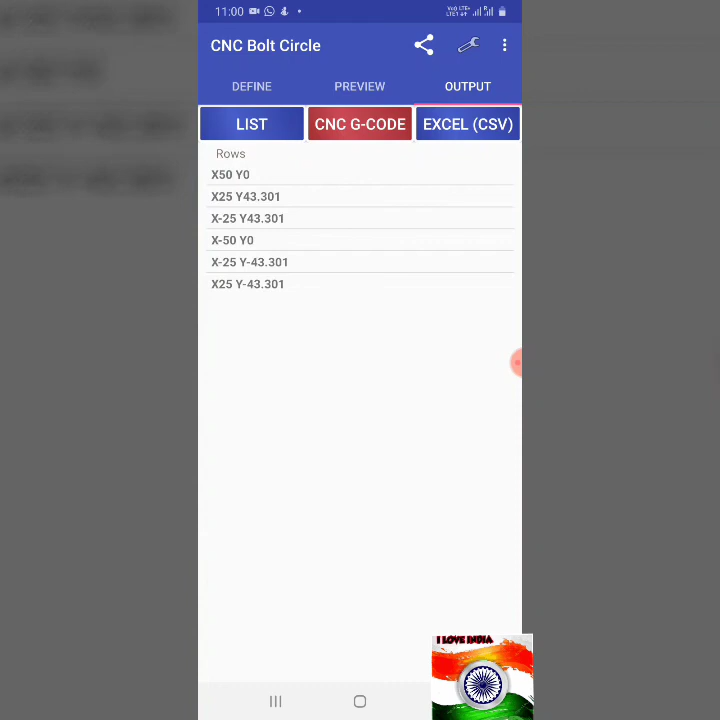 11:00
CNC Bolt Circle
DEFINE PREVIEW OUTPUT
LIST CNC G-CODE EXCEL (CSV)
Rows
X50 Y0
X25 Y43.301
X-25 Y43.301
X-50 Y0
X-25 Y-43.301
X25 Y-43.301
I LOVE INDIA